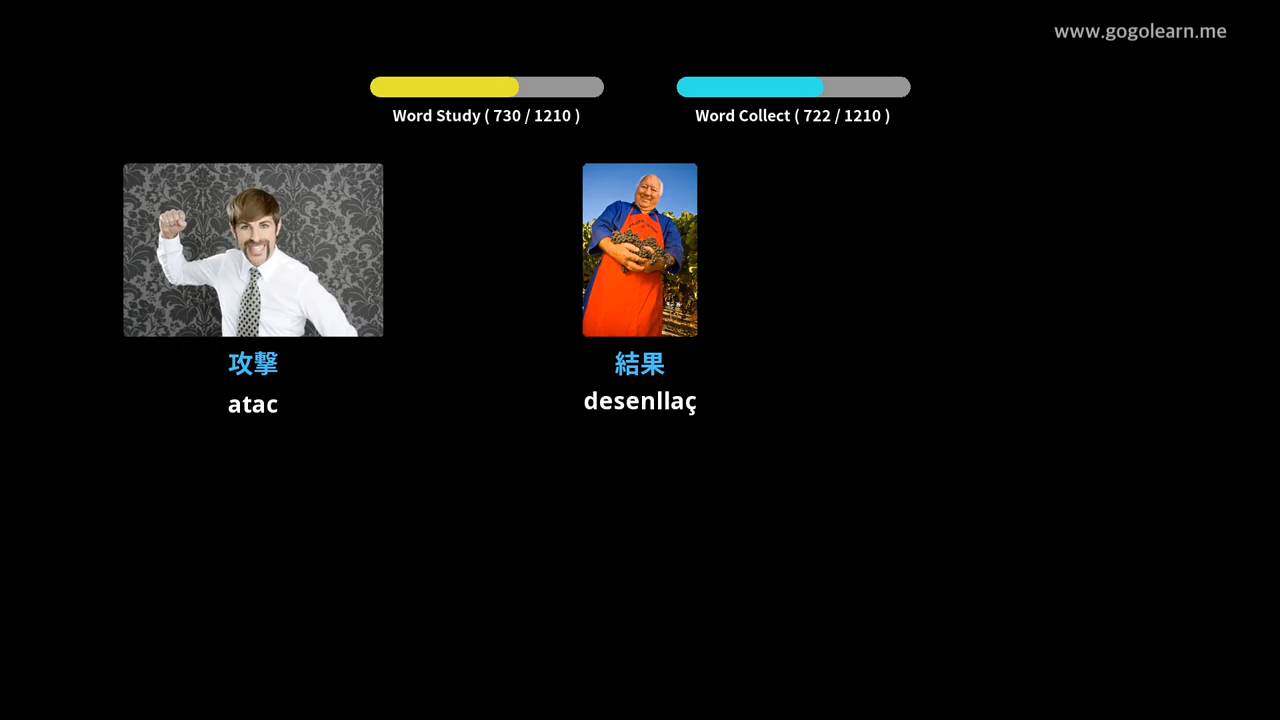 www.gogolearn.me
Word Study ( 730 / 1210 )
Word Collect ( 722 / 1210 )
攻撃
結果
atac
desenllaç